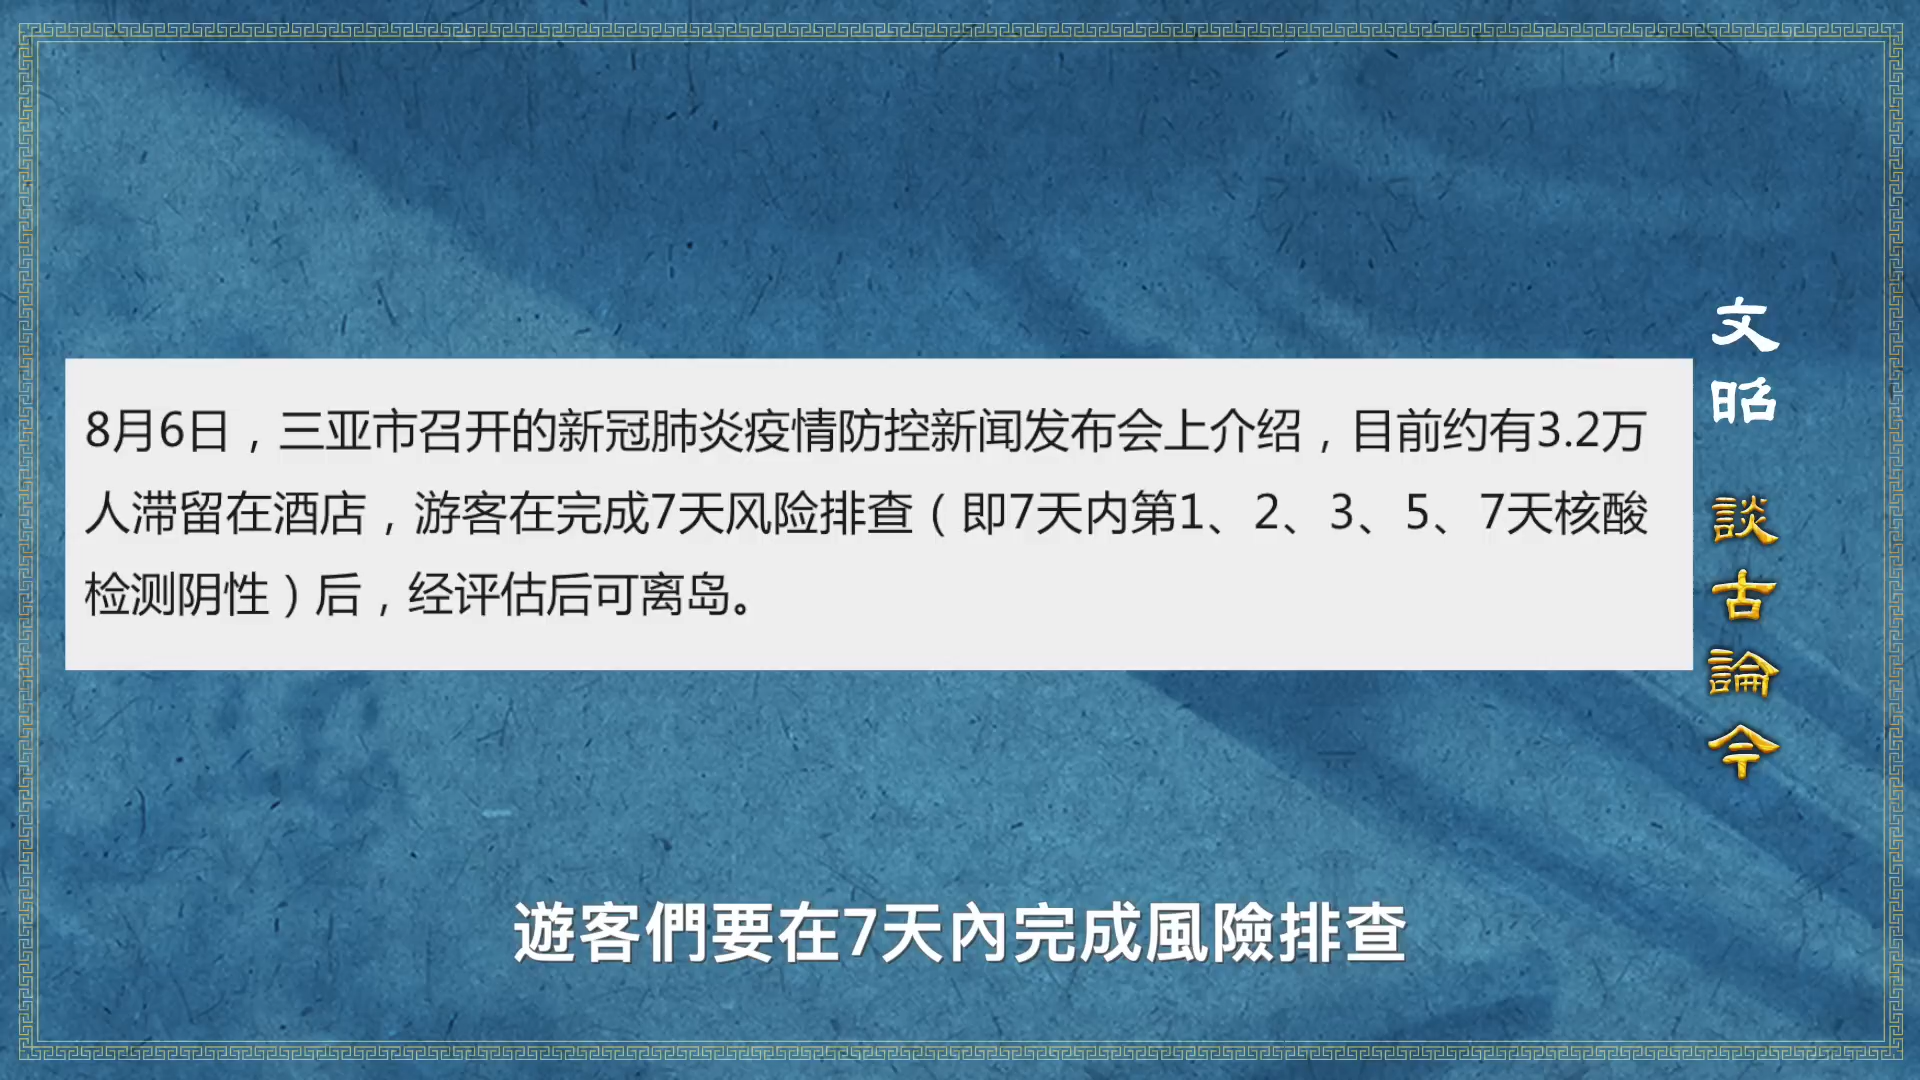 8月6日，三亚市召开的新冠肺炎疫情防控新闻发布会上介绍，目前约有3.2万
人滞留在酒店，游客在完成7天风险排查（即7天内第1、2、3、5、7天核酸
检测阴性）后，经评估后可离岛。
文昭
談古論今
遊客們要在7天內完成風險排查